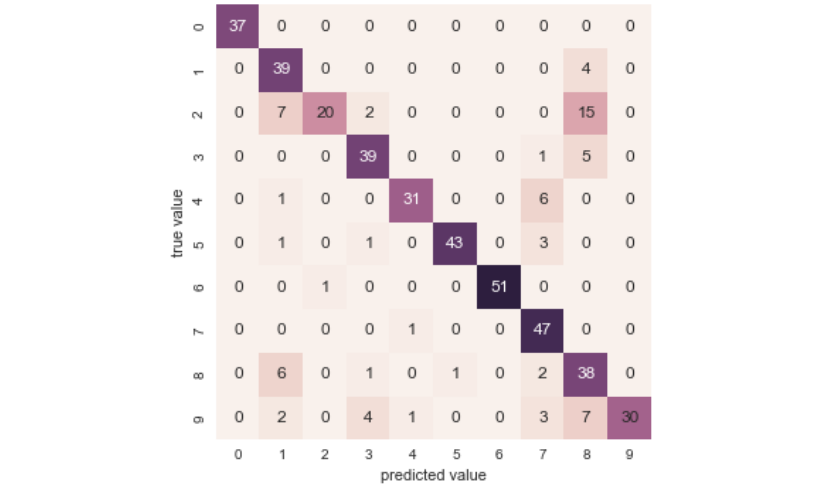 0 37 0 0 0 0 0 0 0 0 0
1 0 39 0 0 0 0 0 0 4 0
2 0 7 20 2 0 0 0 0 15 0
3 0 0 0 39 0 0 0 1 5 0
4 0 1 0 0 31 0 0 6 0 0
true value
5 0 1 0 1 0 43 0 3 0 0
6 0 0 1 0 0 0 51 0 0 0
7 0 0 0 0 1 0 0 47 0 0
8 0 6 0 1 0 1 0 2 38 0
9 0 2 0 4 1 0 0 3 7 30
0 1 2 3 4 5 6 7 8 9
predicted value